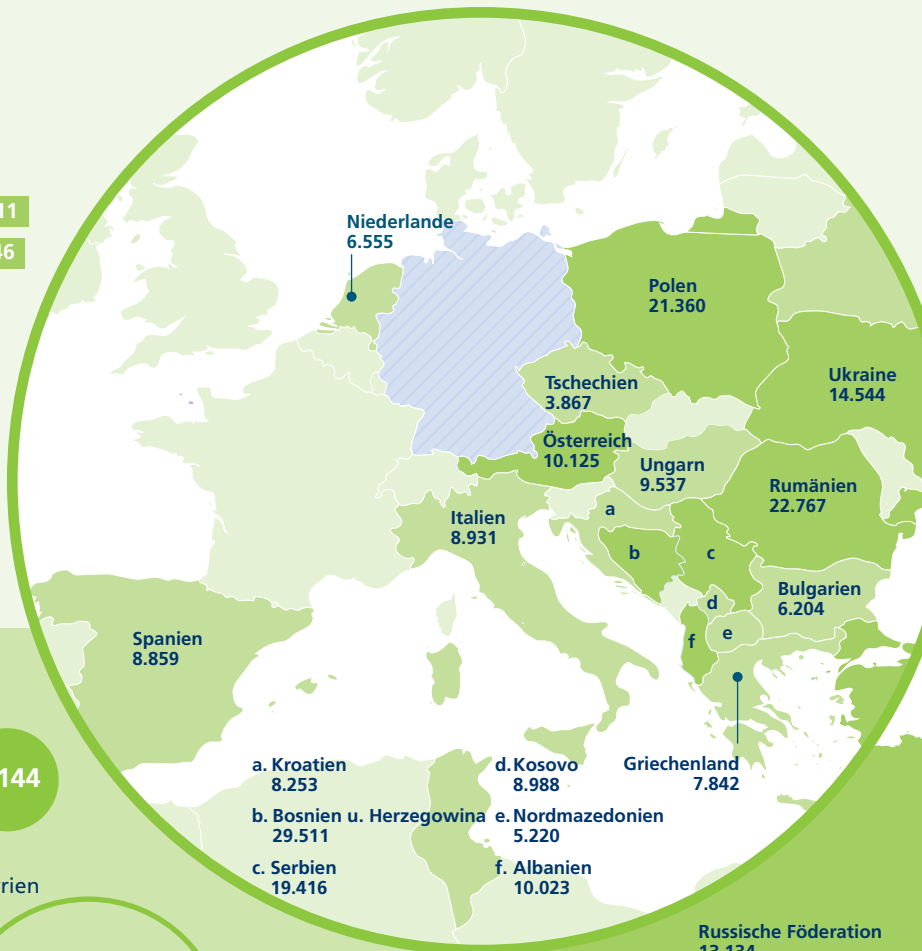 11
46
Niederlande
6.555
Polen
21.360
Ukraine
14.544
Tschechien
3.867
Österreich
10.125
Ungarn
9.537
Rumänien
22.767
a
Italien
8.931
b
c
Bulgarien
6.204
d
e
f
Spanien
8.859
144
a. Kroatien
8.253
b. Bosnien u. Herzegowina
29.511
c. Serbien
19.416
d. Kosovo
8.988
e. Nordmazedonien
5.220
f. Albanien
10.023
Griechenland
7.842
rien
Russische Föderation
13.134